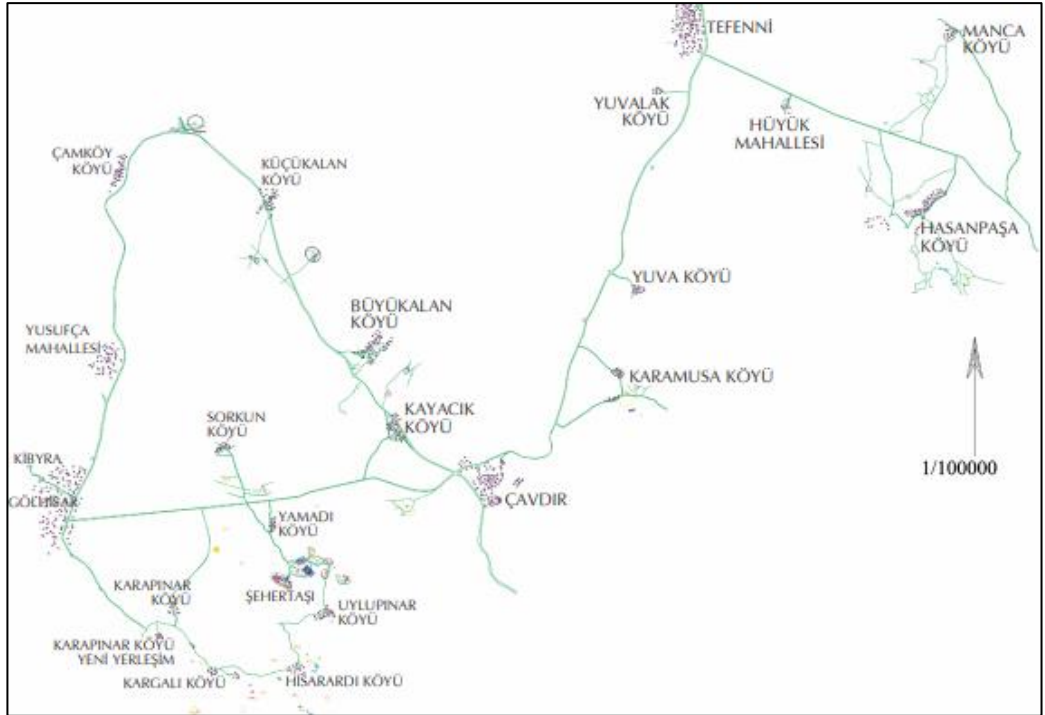 TEFENNİ
MANCA
KÖYÜ
YUVALAK
KÖYÜ
HÜYÜK
MAHALLESİ
ÇAMKÖY
KÖYÜ
KÜÇÜKALAN
KÖYÜ
HASANPAŞA
KÖYÜ
YUVA KÖYÜ
BÜYÜKALAN
KÖYÜ
YUSUFÇA
MAHALLESİ
KARAMUSA KÖYÜ
SORKUN
KÖYÜ
KAYACIK
KÖYÜ
1/100000
KİBYRA
GÖLHİSAR
ÇAVDIR
YAMADI
KÖYÜ
KARAPINAR
KÖYÜ
ŞEHERTAŞI
UYLUPINAR
KÖYÜ
KARAPINAR KÖYÜ
YENİ YERLEŞİM
KARGALI KÖYÜ
HİSARARDI KÖYÜ